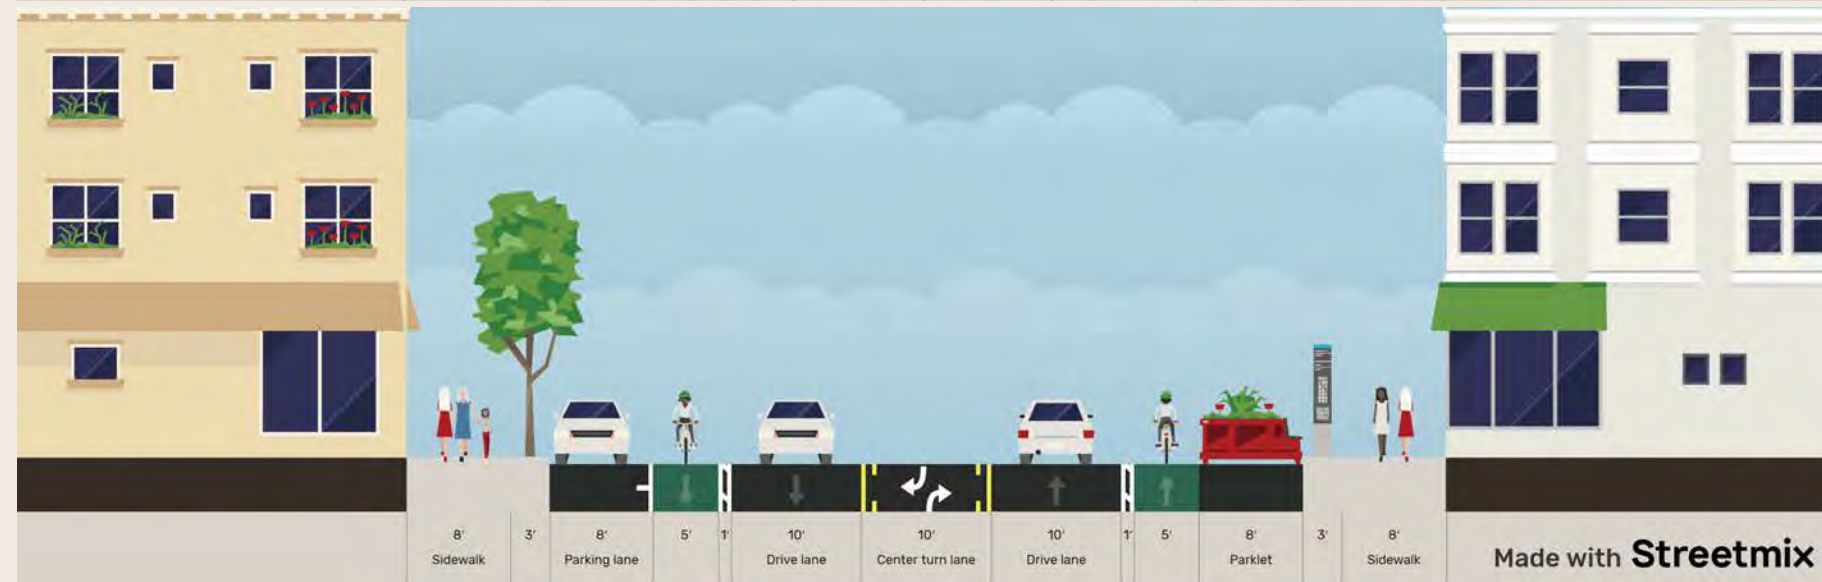 8' 3' 8' 5' 1' 10' 10' 10' 1' 5' 8' 3' 8'
Sidewalk Parking lane Drive lane Center turn lane Drive lane Parklet Sidewalk
Made with Streetmix